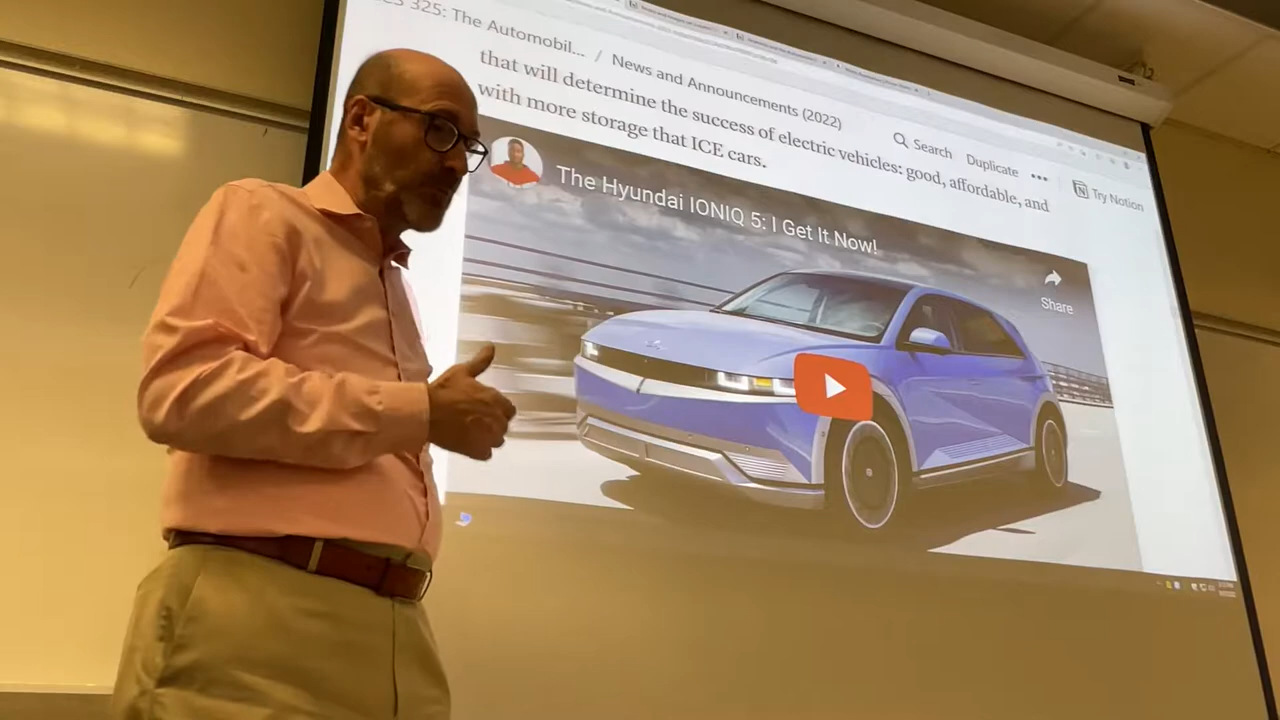 325: The Automobil... / News and Announcements (2022)
Search
Duplicate
Try Notion
that will determine the success of electric vehicles: good, affordable, and
with more storage that ICE cars.
The Hyundai IONIQ 5: I Get It Now!
Share